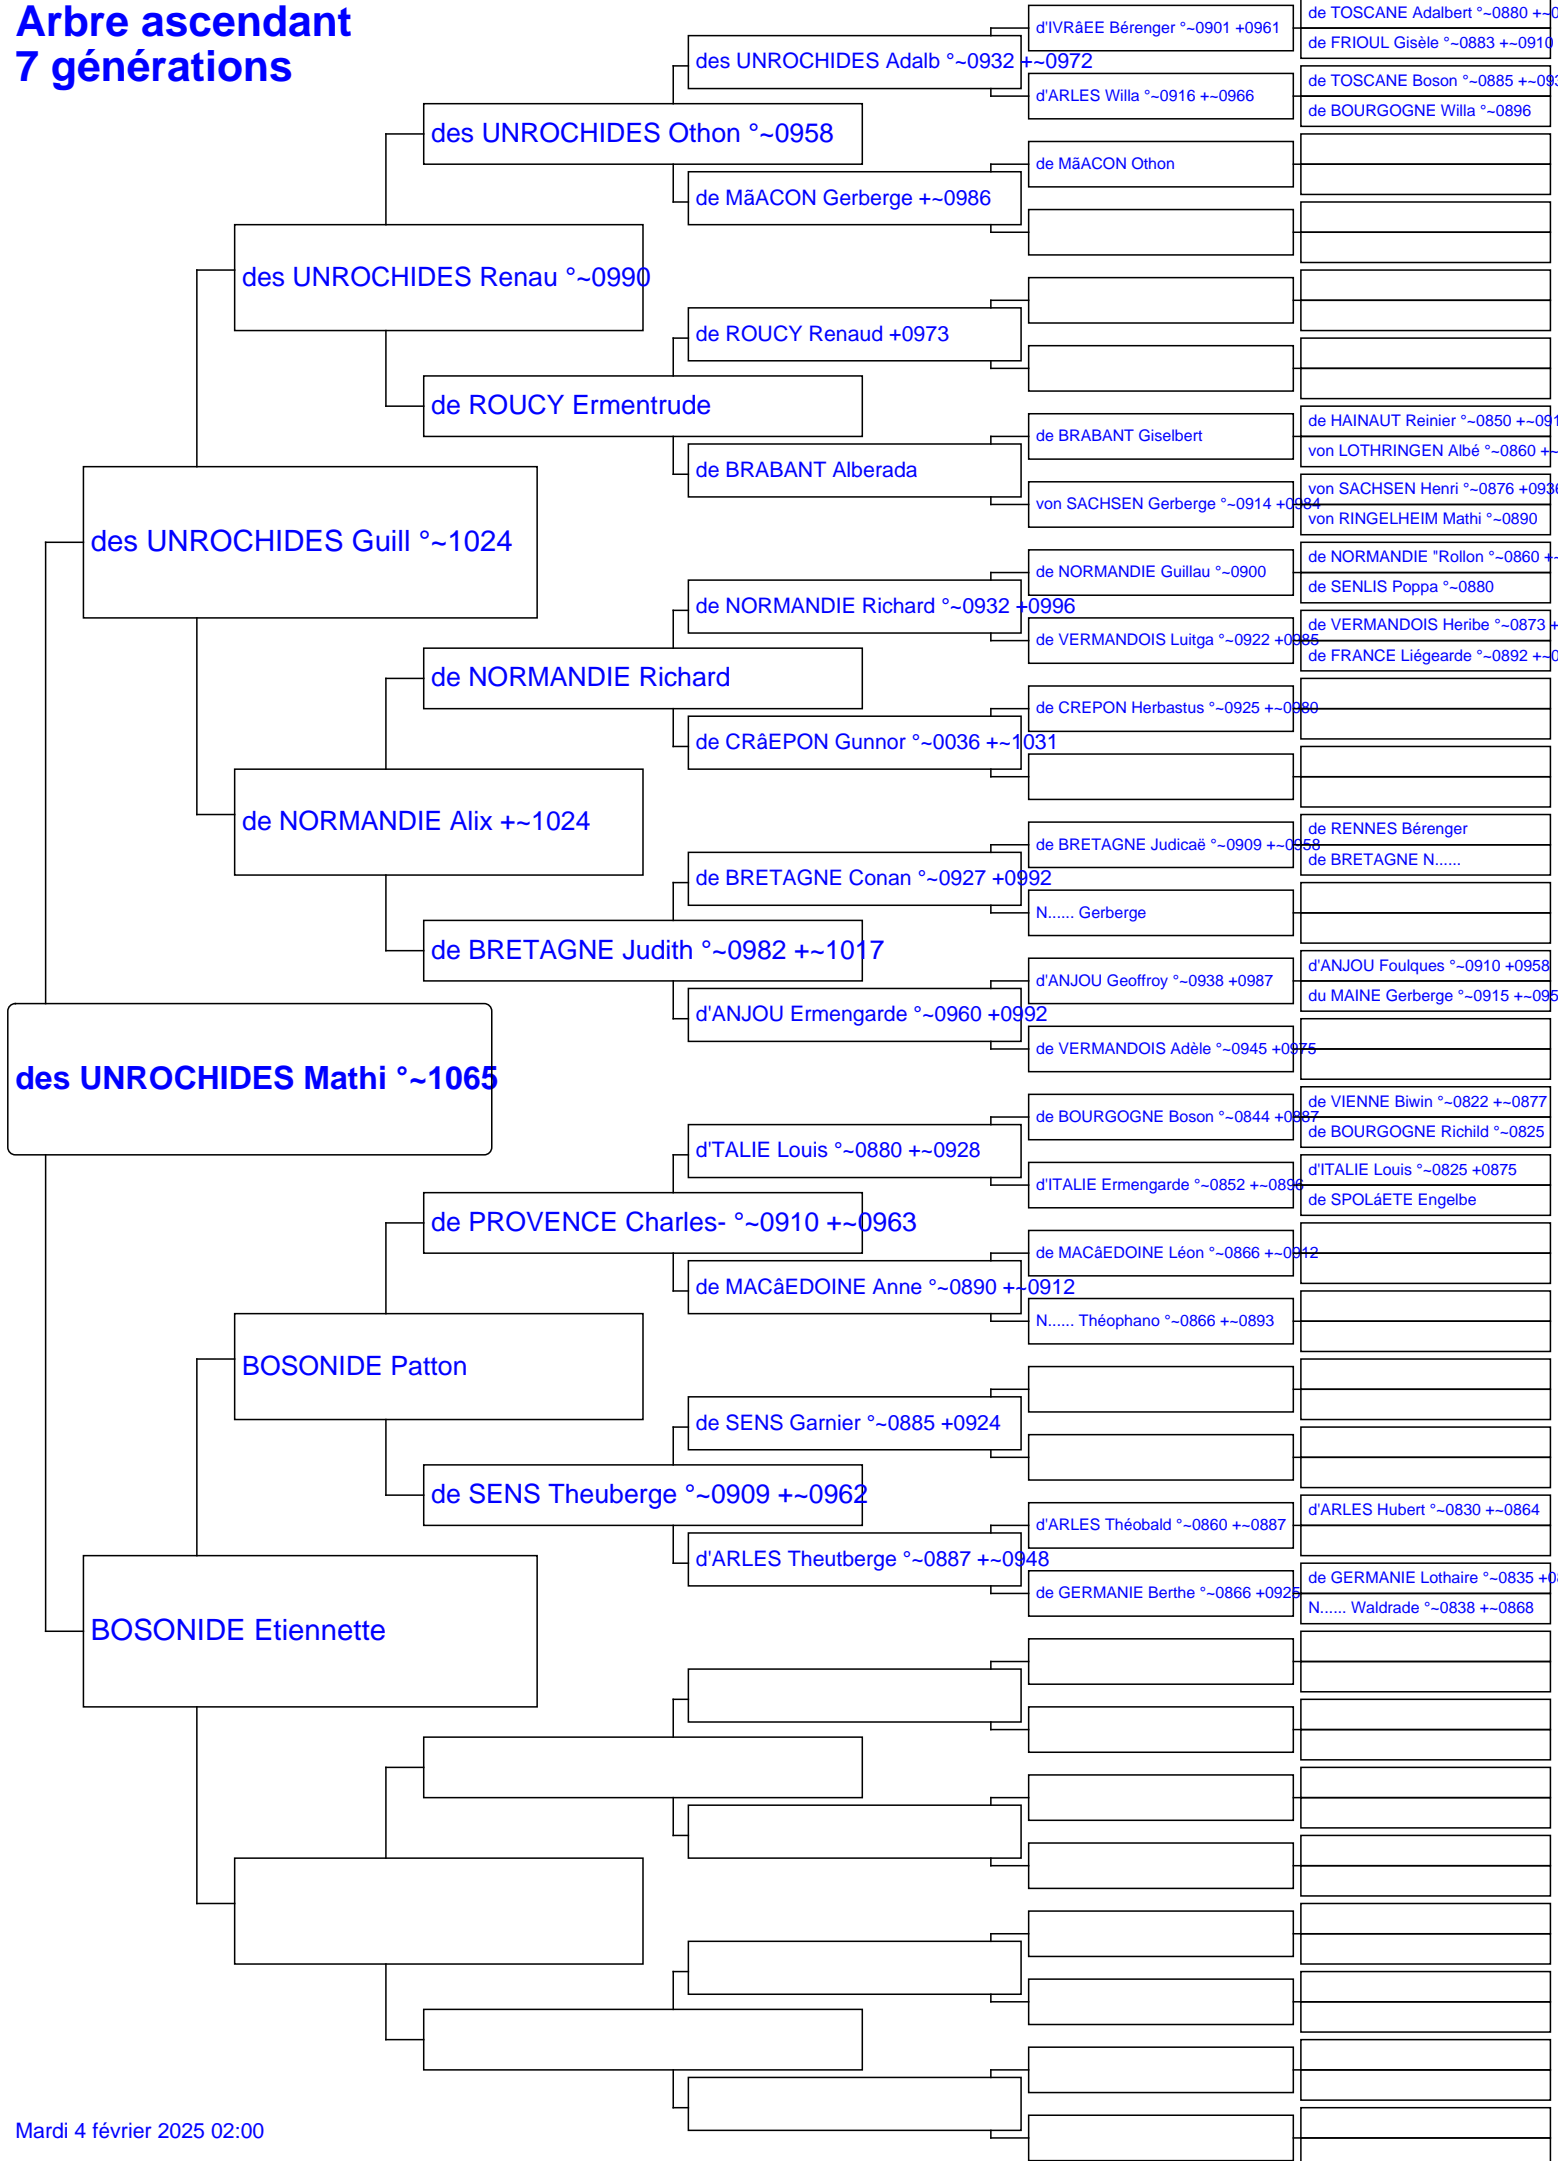 Arbre ascendant
7 générations
des UNROCHIDES Mathi °~1065
des UNROCHIDES Guill °~1024
BOSONIDE Etiennette
des UNROCHIDES Renau °~0990
de NORMANDIE Alix +~1024
BOSONIDE Patton
des UNROCHIDES Othon °~0958
de ROUCY Ermentrude
de NORMANDIE Richard
de BRETAGNE Judith °~0982 +~1017
de PROVENCE Charles- °~0910 +~0963
de SENS Theuberge °~0909 +~0962
des UNROCHIDES Adalb °~0932 +~0972
de MãACON Gerberge +~0986
de ROUCY Renaud +0973
de BRABANT Alberada
de NORMANDIE Richard °~0932 +0996
de CRâEPON Gunnor °~0036 +~1031
de BRETAGNE Conan °~0927 +0992
d'ANJOU Ermengarde °~0960 +0992
d'TALIE Louis °~0880 +~0928
de MACâEDOINE Anne °~0890 +~0912
de SENS Garnier °~0885 +0924
d'ARLES Theutberge °~0887 +~0948
d'IVRâEE Bérenger °~0901 +0961
d'ARLES Willa °~0916 +~0966
de MãACON Othon
de BRABANT Giselbert
von SACHSEN Gerberge °~0914 +0984
de NORMANDIE Guillau °~0900
de VERMANDOIS Luitga °~0922 +0985
de CREPON Herbastus °~0925 +~0980
de BRETAGNE Judicaë °~0909 +~0958
N...... Gerberge
d'ANJOU Geoffroy °~0938 +0987
de VERMANDOIS Adèle °~0945 +0975
de BOURGOGNE Boson °~0844 +0887
d'ITALIE Ermengarde °~0852 +~0896
de MACâEDOINE Léon °~0866 +~0912
N...... Théophano °~0866 +~0893
d'ARLES Théobald °~0860 +~0887
de GERMANIE Berthe °~0866 +0925
de TOSCANE Adalbert °~0880 +~0
de FRIOUL Gisèle °~0883 +~0910
de TOSCANE Boson °~0885 +~093
de BOURGOGNE Willa °~0896
de HAINAUT Reinier °~0850 +~091
von LOTHRINGEN Albé °~0860 +~
von SACHSEN Henri °~0876 +0936
von RINGELHEIM Mathi °~0890
de NORMANDIE "Rollon °~0860 +~
de SENLIS Poppa °~0880
de VERMANDOIS Heribe °~0873 +
de FRANCE Liégearde °~0892 +~0
de RENNES Bérenger
de BRETAGNE N......
d'ANJOU Foulques °~0910 +0958
du MAINE Gerberge °~0915 +~095
de VIENNE Biwin °~0822 +~0877
de BOURGOGNE Richild °~0825
d'ITALIE Louis °~0825 +0875
de SPOLáETE Engelbe
d'ARLES Hubert °~0830 +~0864
de GERMANIE Lothaire °~0835 +0
N...... Waldrade °~0838 +~0868
Mardi 4 février 2025 02:00